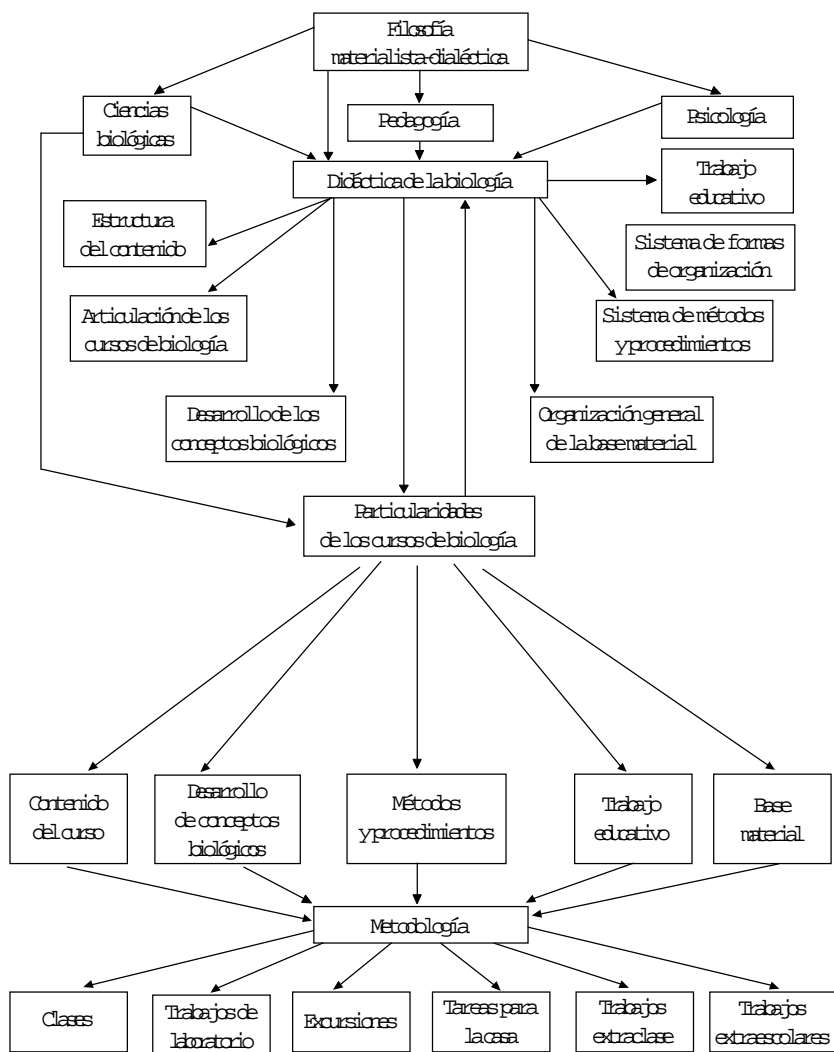 Filosofía
materialista-dialéctica
Ciencias
biológicas
Pedagogía
Psicología
Didáctica de la biología
Trabajo
educativo
Estructura
del contenido
Sistema de formas
de organización
Articulación de los
cursos de biología
Sistema de métodos
y procedimientos
Desarrollo de los
conceptos biológicos
Organización general
de la base material
Particularidades
de los cursos de biología
Contenido
del curso
Desarrollo
de conceptos
biológicos
Métodos
y procedimientos
Trabajo
educativo
Base
material
Metodología
Clases
Trabajos de
laboratorio
Excursiones
Tareas para
la casa
Trabajos
extraclase
Trabajos
extraescolares